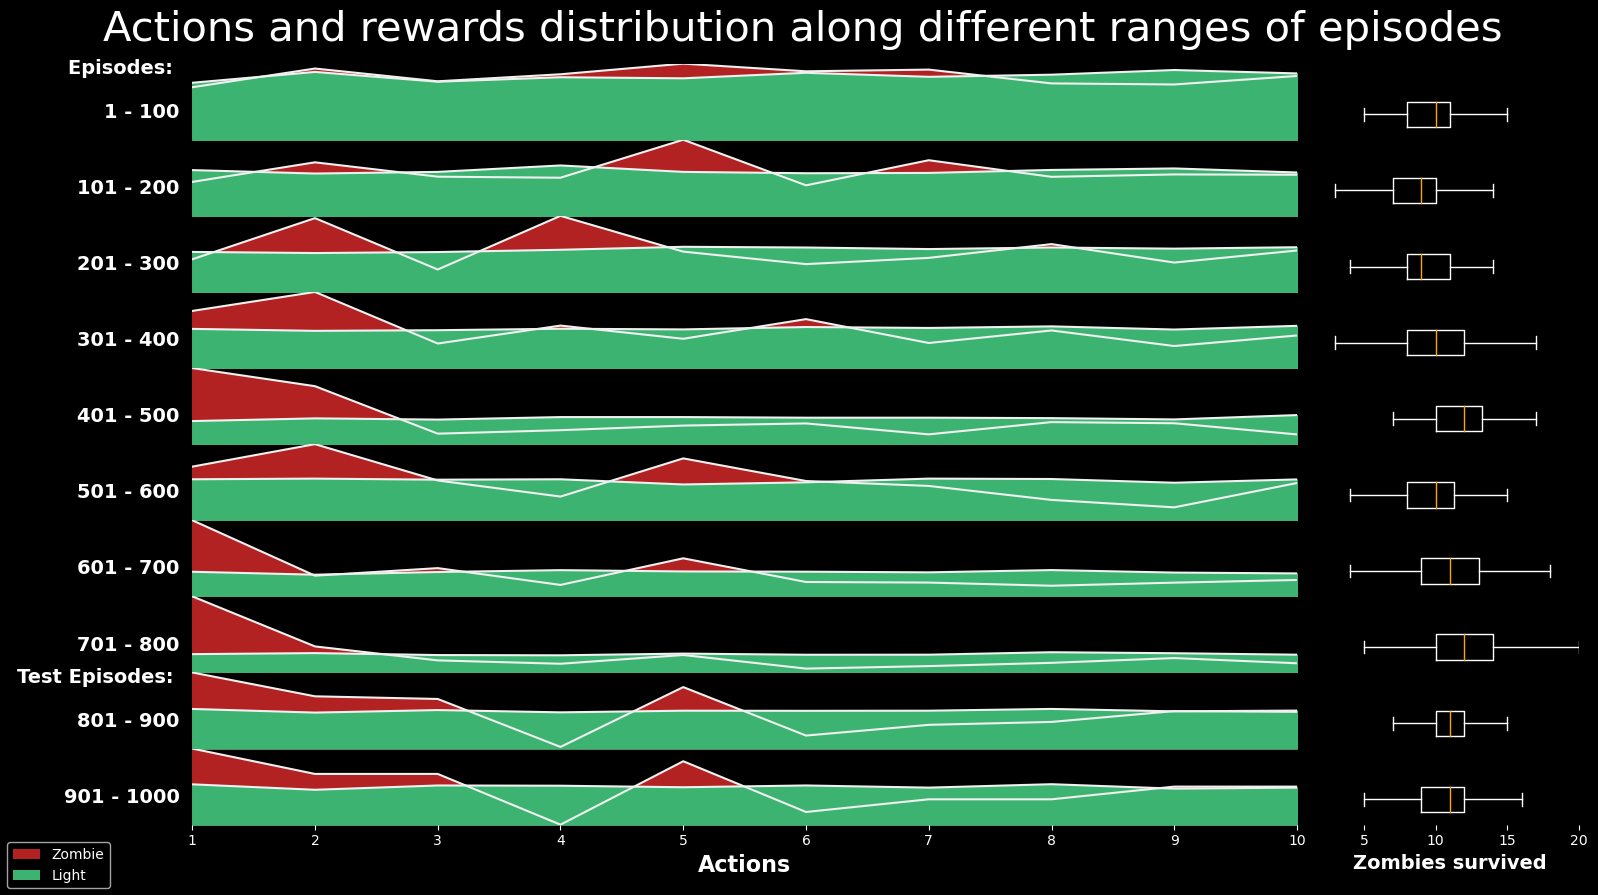 Actions and rewards distribution along different ranges of episodes
Episodes:
1 - 100
101 - 200
201 - 300
301 - 400
401 - 500
501 - 600
601 - 700
701 - 800
Test Episodes:
801 - 900
901 - 1000
1 2 3 4 5 6 7 8 9 10
5 10 15 20
Actions
Zombies survived
Zombie
Light